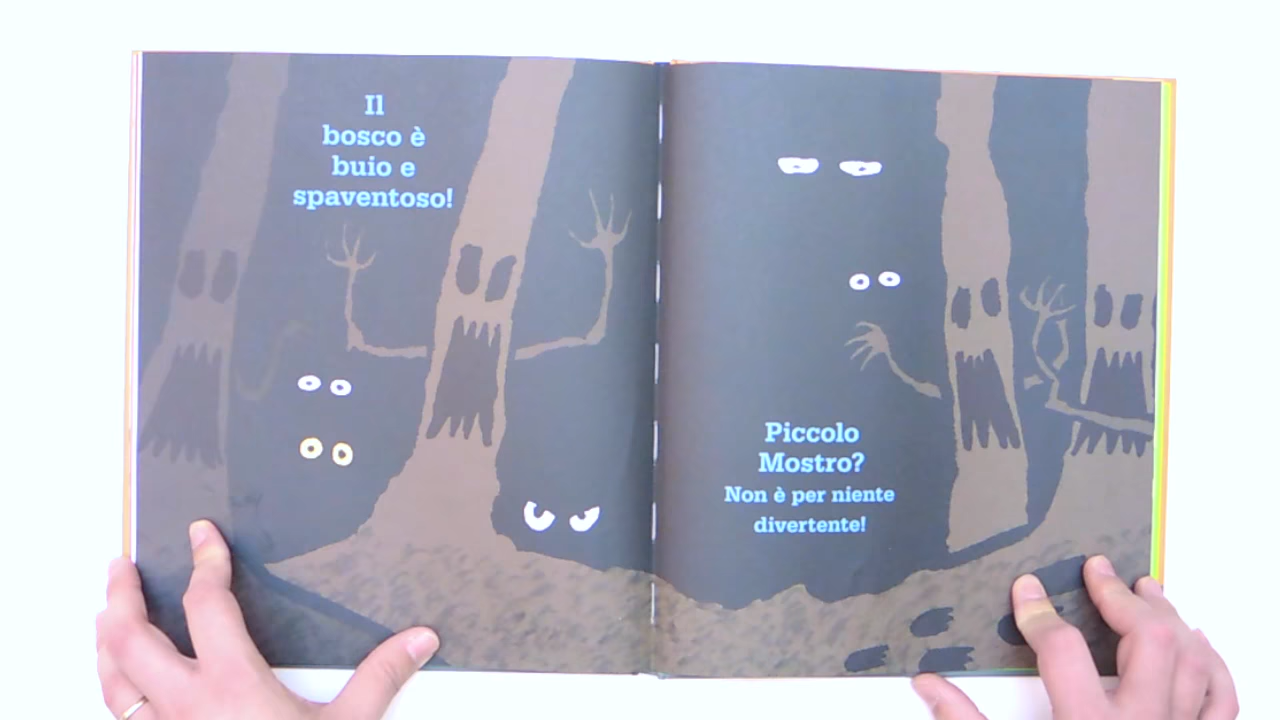 Il
bosco è
buio e
spaventoso!
Piccolo
Mostro?
Non è per niente
divertente!